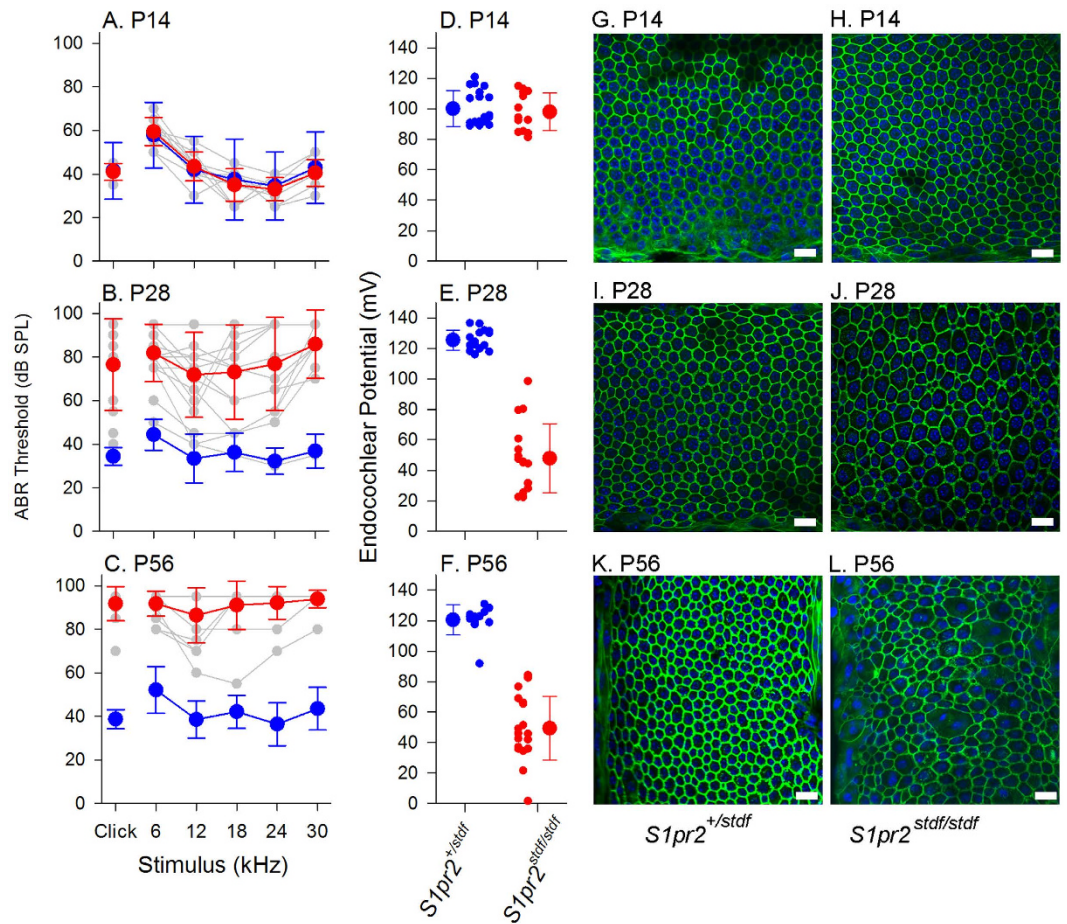 A. P14
D. P14
G. P14
H. P14
100
80
60
40
20
0
140
120
100
80
60
40
20
0
B. P28
E. P28
I. P28
J. P28
ABR Threshold (dB SPL)
100
80
60
40
20
0
Endocochlear Potential (mV)
140
120
100
80
60
40
20
0
C. P56
F. P56
K. P56
L. P56
100
80
60
40
20
0
140
120
100
80
60
40
20
0
Click 6 12 18 24 30
Stimulus (kHz)
S1pr2+/stdf
S1pr2stdf/stdf
S1pr2+/stdf
S1pr2stdf/stdf